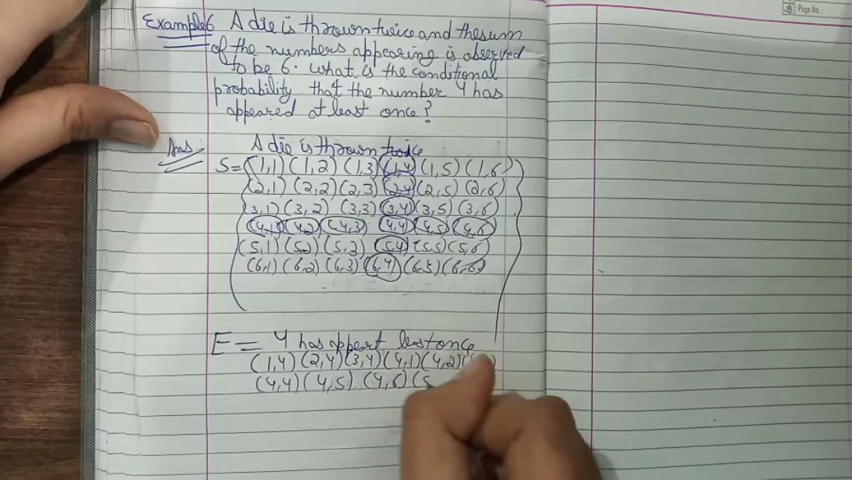 Page No.
Example 6 A die is thrown twice and the sum
of the numbers appearing is observed
to be 6. what is the conditional
probability that the number 4 has
appeared at least once?
Ans A die is thrown twice
S= (1,1) (1,2) (1,3) (1,4) (1,5) (1,6)
(2,1) (2,2) (2,3) (2,4) (2,5) (2,6)
(3,1) (3,2) (3,3) (3,4) (3,5) (3,6)
(4,1) (4,2) (4,3) (4,4) (4,5) (4,6)
(5,1) (5,2) (5,3) (5,4) (5,5) (5,6)
(6,1) (6,2) (6,3) (6,4) (6,5) (6,6)
E = 4 has least once
(1,4) (2,4) (3,4) (4,1) (4,2)
(4,4) (4,5) (4,6) (5